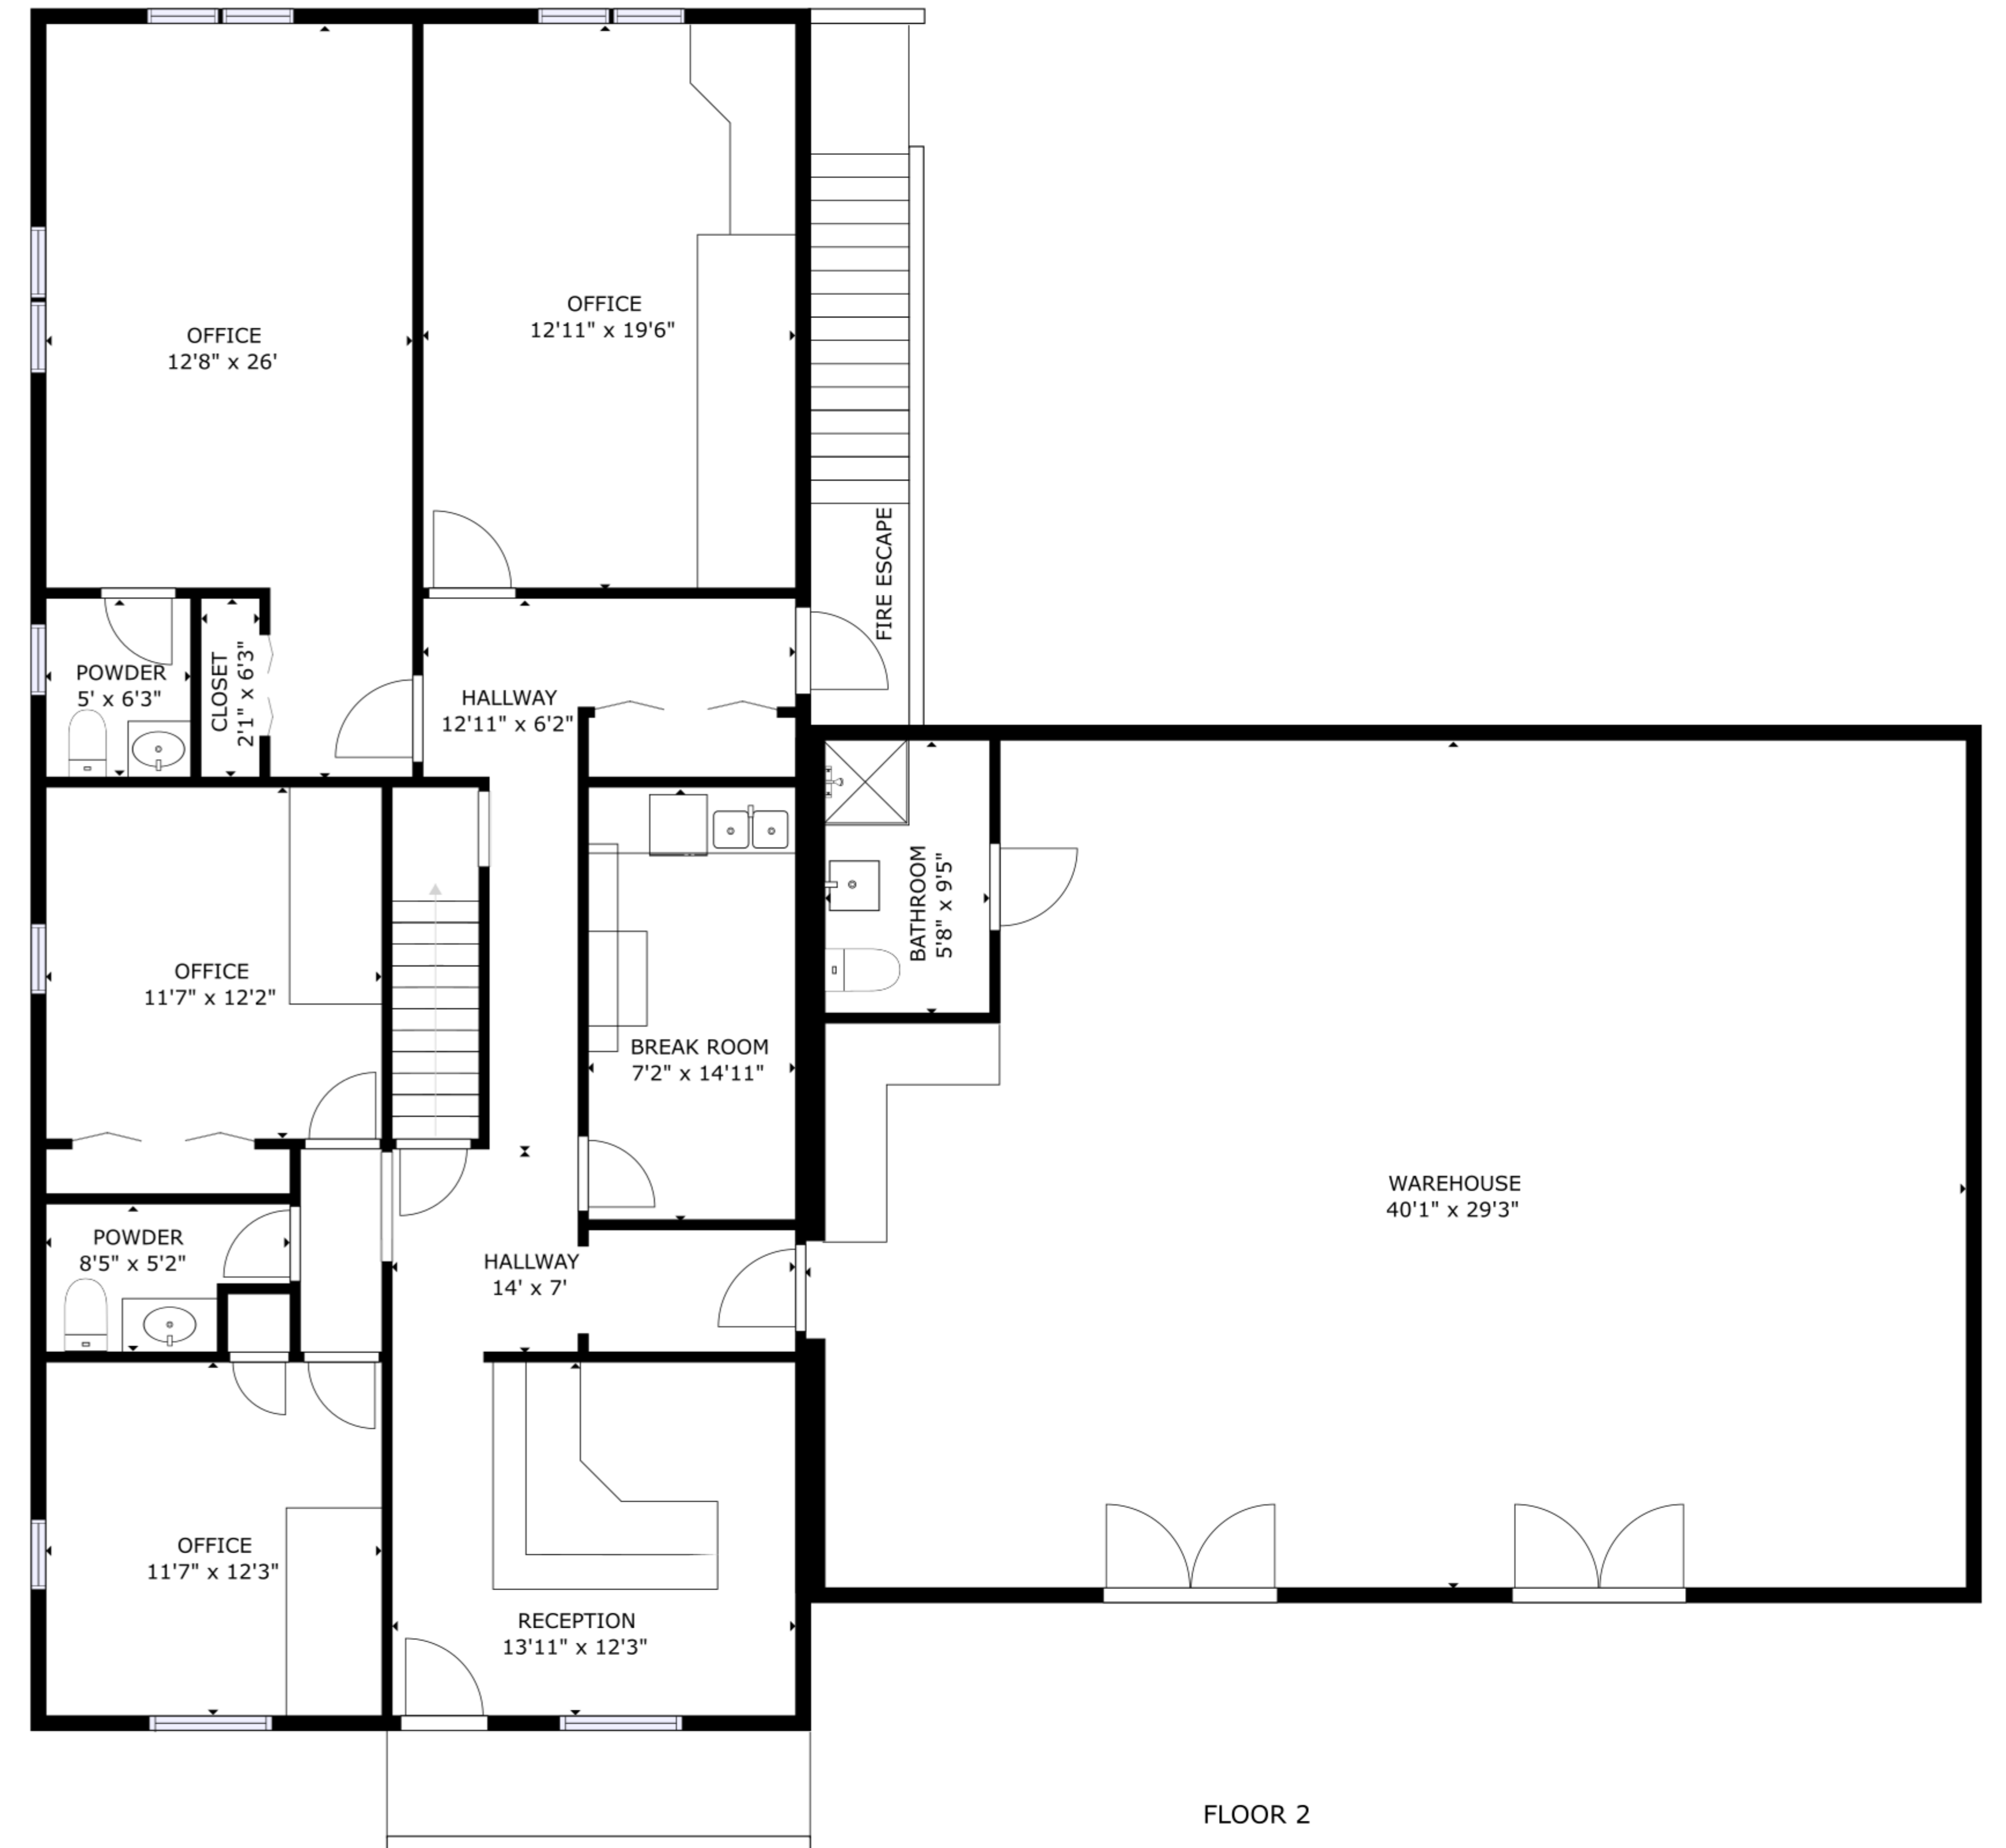 OFFICE
12'8" x 26'
OFFICE
12'11" x 19'6"
FIRE ESCAPE
POWDER
5' x 6'3"
CLOSET
2'1" x 6'3"
HALLWAY
12'11" x 6'2"
OFFICE
11'7" x 12'2"
BREAK ROOM
7'2" x 14'11"
BATHROOM
5'8" x 9'5"
WAREHOUSE
40'1" x 29'3"
POWDER
8'5" x 5'2"
HALLWAY
14' x 7'
OFFICE
11'7" x 12'3"
RECEPTION
13'11" x 12'3"
FLOOR 2